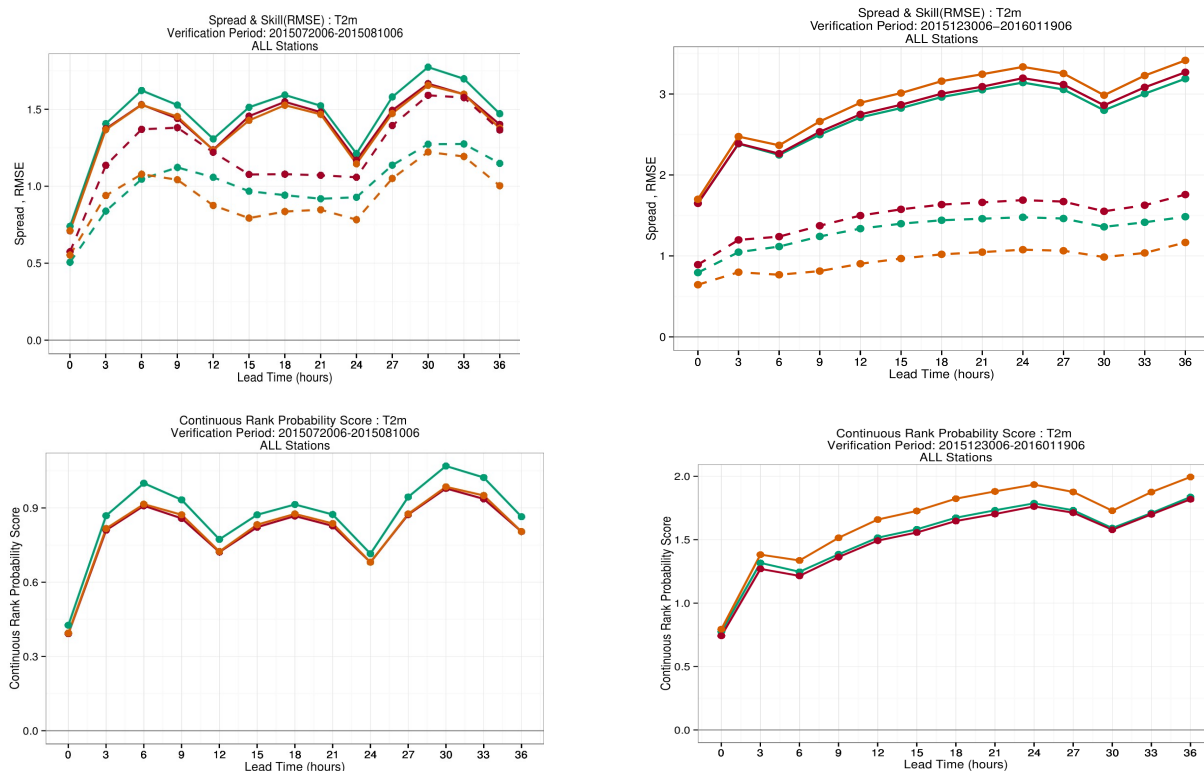 Spread & Skill(RMSE) : T2m
Verification Period: 2015072006-2015081006
ALL Stations
Spread , RMSE
1.5
1.0
0.5
0.0
0 3 6 9 12 15 18 21 24 27 30 33 36
Lead Time (hours)
Spread & Skill(RMSE) : T2m
Verification Period: 2015123006−2016011906
ALL Stations
Spread , RMSE
3
2
1
0
0 3 6 9 12 15 18 21 24 27 30 33 36
Lead Time (hours)
Continuous Rank Probability Score : T2m
Verification Period: 2015072006-2015081006
ALL Stations
Continuous Rank Probability Score
0.9
0.6
0.3
0.0
0 3 6 9 12 15 18 21 24 27 30 33 36
Lead Time (hours)
Continuous Rank Probability Score : T2m
Verification Period: 2015123006-2016011906
ALL Stations
Continuous Rank Probability Score
2.0
1.5
1.0
0.5
0.0
0 3 6 9 12 15 18 21 24 27 30 33 36
Lead Time (hours)